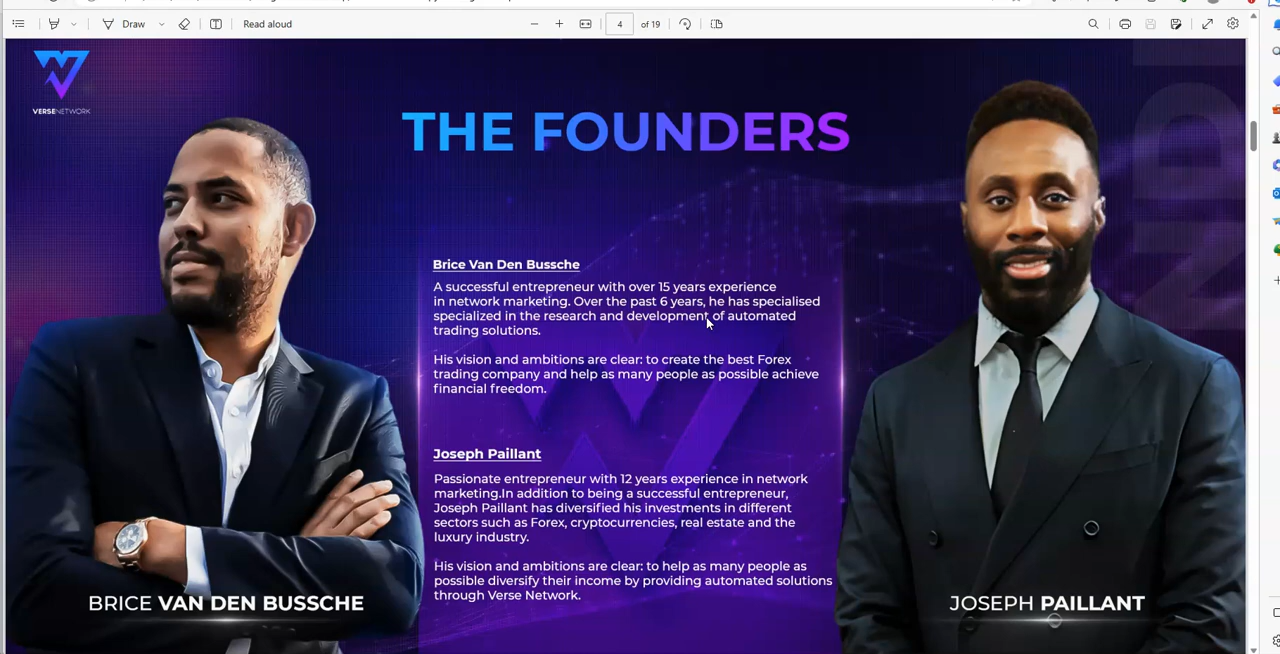 Draw
Read aloud
4
of 19
VERSENETWORK
THE FOUNDERS
Brice Van Den Bussche
A successful entrepreneur with over 15 years experience
in network marketing. Over the past 6 years, he has specialised
specialized in the research and development of automated
trading solutions.
His vision and ambitions are clear: to create the best Forex
trading company and help as many people as possible achieve
financial freedom.
Joseph Paillant
Passionate entrepreneur with 12 years experience in network
marketing.In addition to being a successful entrepreneur,
Joseph Paillant has diversified his investments in different
sectors such as Forex, cryptocurrencies, real estate and the
luxury industry.
His vision and ambitions are clear: to help as many people as
possible diversify their income by providing automated solutions
through Verse Network.
BRICE VAN DEN BUSSCHE
JOSEPH PAILLANT